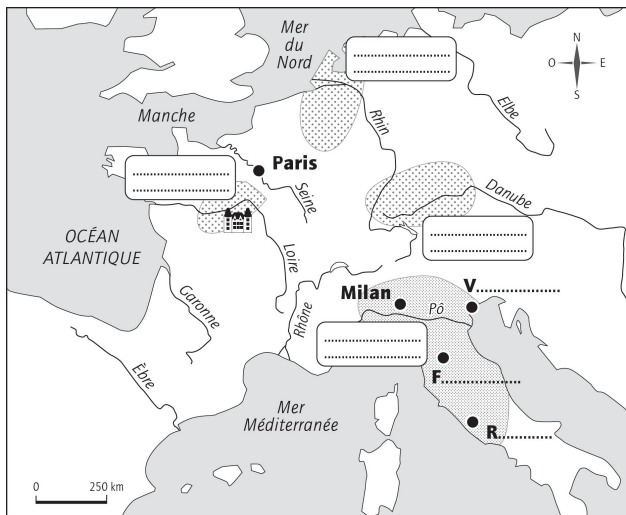 Mer
du
Nord
N
O
E
S
Manche
Rhin
Elbe
Paris
Seine
Danube
OCÉAN
ATLANTIQUE
Loire
Garonne
Rhône
Milan
Pô
V
Èbre
F
R
Mer
Méditerranée
0
250 km